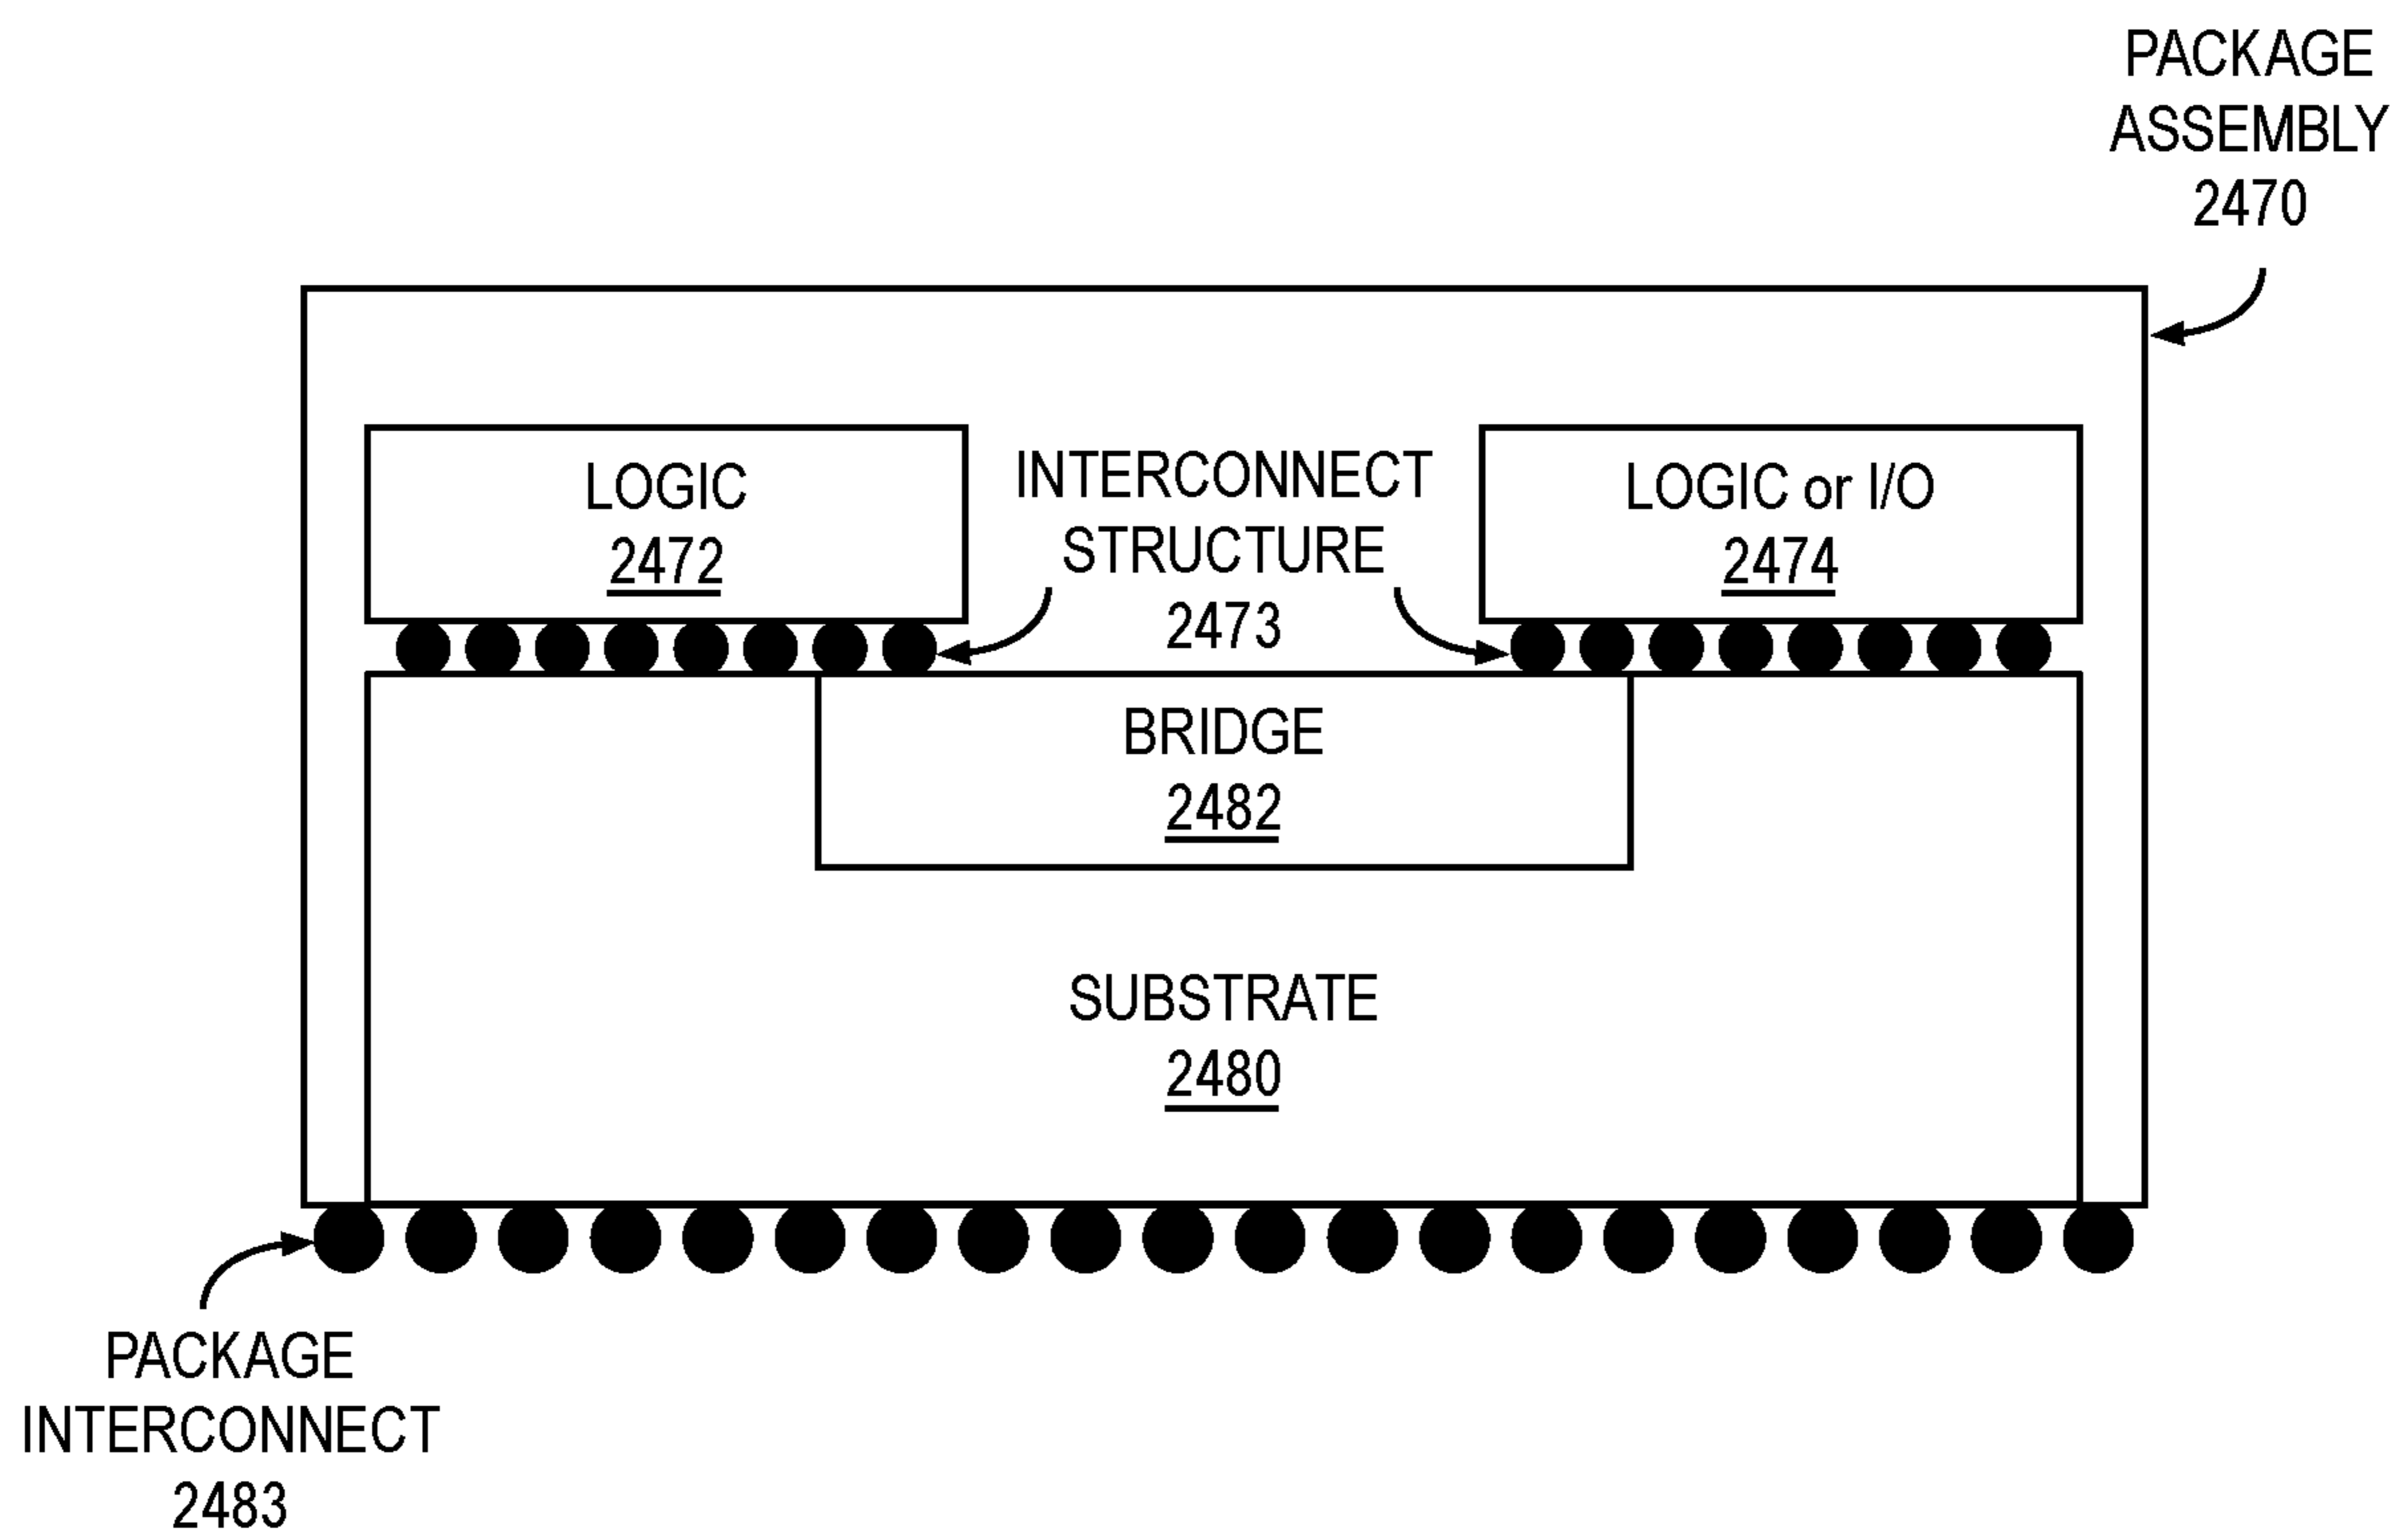 PACKAGE
ASSEMBLY
2470
LOGIC
2472
INTERCONNECT
STRUCTURE
2473
LOGIC or I/O
2474
BRIDGE
2482
SUBSTRATE
2480
PACKAGE
INTERCONNECT
2483